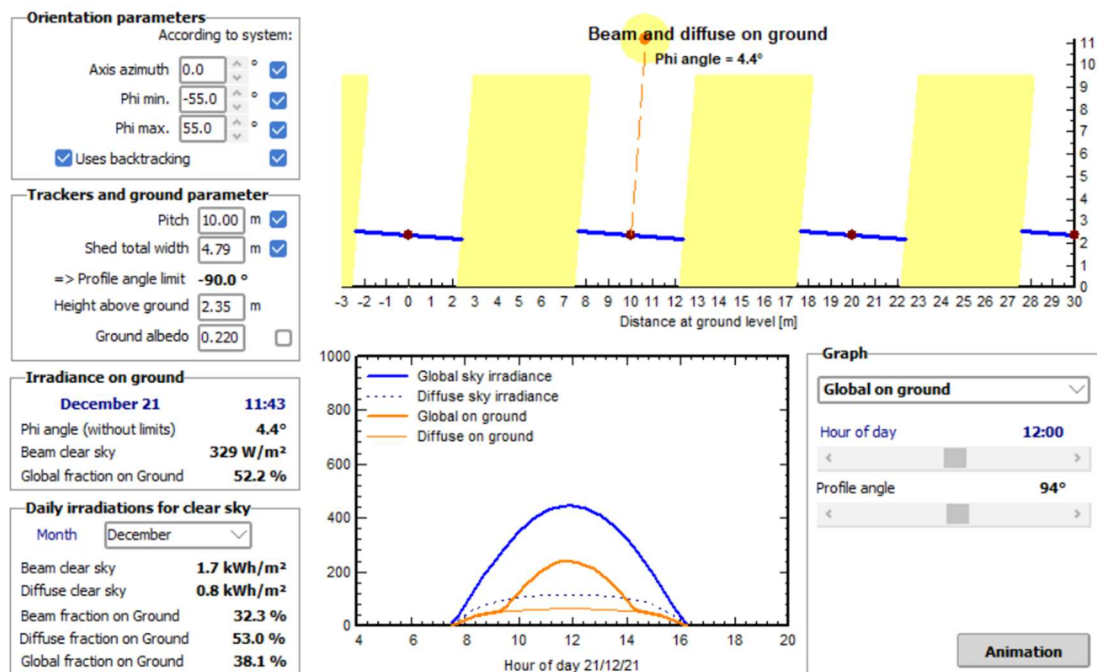 Orientation parameters
According to system:
Axis azimuth 0.0 °
Phi min. -55.0 °
Phi max. 55.0 °
Uses backtracking
Trackers and ground parameter
Pitch 10.00 m
Shed total width 4.79 m
=> Profile angle limit -90.0 °
Height above ground 2.35 m
Ground albedo 0.220
Irradiance on ground
December 21 11:43
Phi angle (without limits) 4.4°
Beam clear sky 329 W/m²
Global fraction on Ground 52.2 %
Daily irradiations for clear sky
Month December
Beam clear sky 1.7 kWh/m²
Diffuse clear sky 0.8 kWh/m²
Beam fraction on Ground 32.3 %
Diffuse fraction on Ground 53.0 %
Global fraction on Ground 38.1 %
Beam and diffuse on ground
Phi angle = 4.4°
11
10
9
8
7
6
5
4
3
2
1
0
-3 -2 -1 0 1 2 3 4 5 6 7 8 9 10 11 12 13 14 15 16 17 18 19 20 21 22 23 24 25 26 27 28 29 30
Distance at ground level [m]
1000
800
600
400
200
0
Global sky irradiance
Diffuse sky irradiance
Global on ground
Diffuse on ground
4 6 8 10 12 14 16 18 20
Hour of day 21/12/21
Graph
Global on ground
Hour of day 12:00
Profile angle 94°
Animation